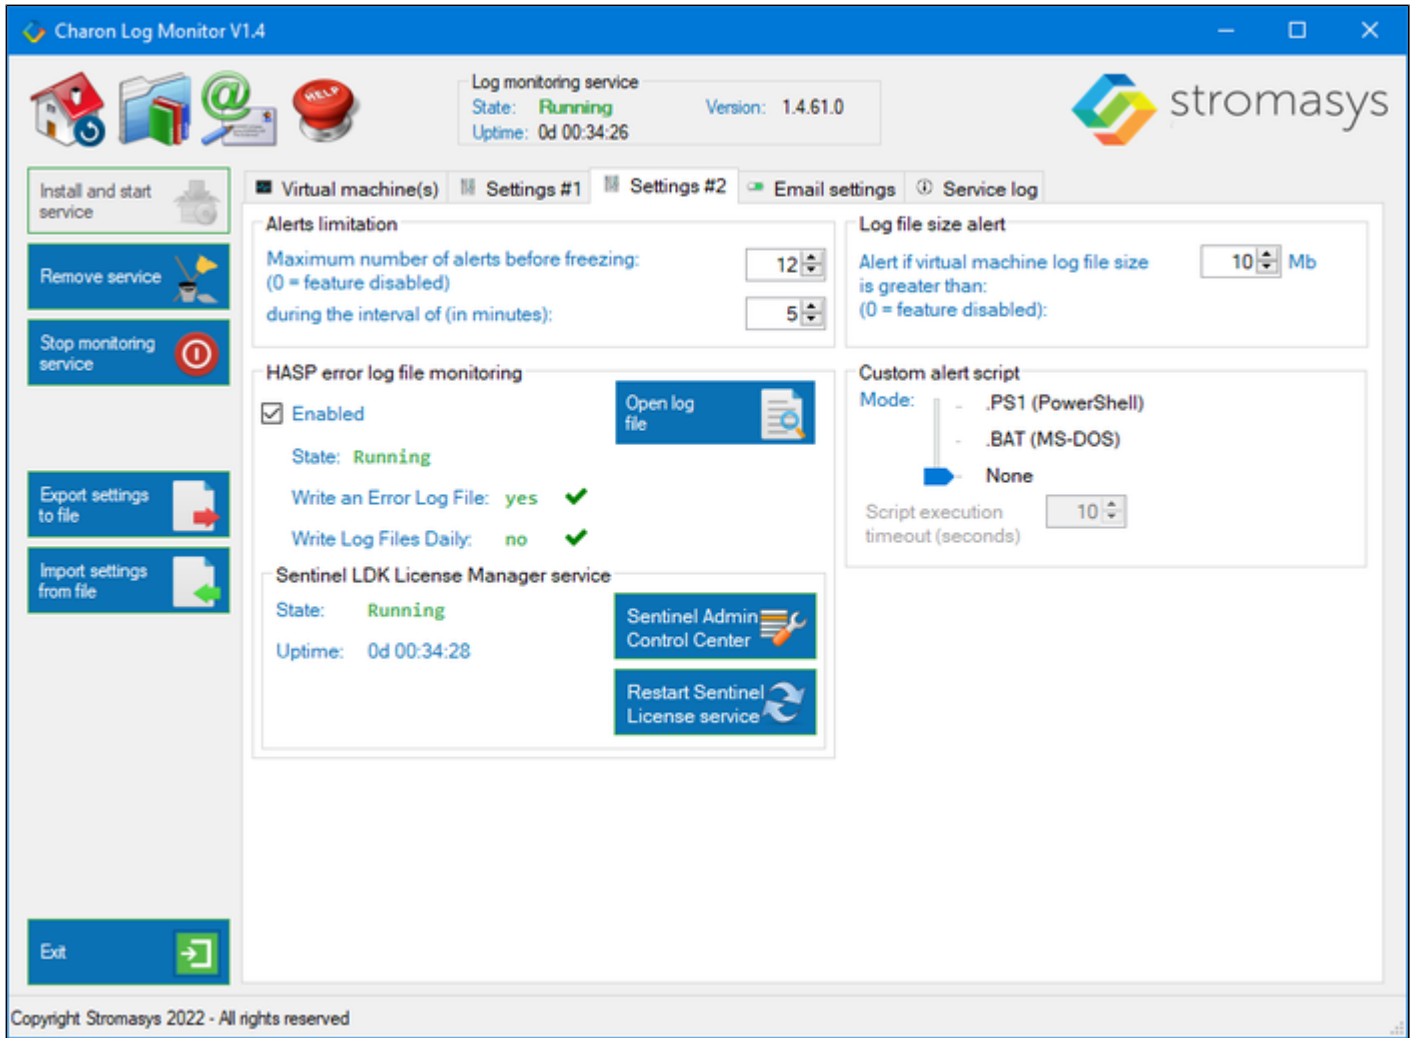 Charon Log Monitor V1.4
HELP
Log monitoring service
State: Running Version: 1.4.61.0
Uptime: 0d 00:34:26
stromasys
Install and start
service
Remove service
Stop monitoring
service
Export settings
to file
Import settings
from file
Exit
Virtual machine(s) Settings #1 Settings #2 Email settings Service log
Alerts limitation
Maximum number of alerts before freezing: 12
(0 = feature disabled)
during the interval of (in minutes): 5
Log file size alert
Alert if virtual machine log file size 10 Mb
is greater than:
(0 = feature disabled):
HASP error log file monitoring
Enabled
Open log
file
State: Running
Write an Error Log File: yes
Write Log Files Daily: no
Sentinel LDK License Manager service
State: Running
Uptime: 0d 00:34:28
Sentinel Admin
Control Center
Restart Sentinel
License service
Custom alert script
Mode: .PS1 (PowerShell)
.BAT (MS-DOS)
None
Script execution 10
timeout (seconds)
Copyright Stromasys 2022 - All rights reserved